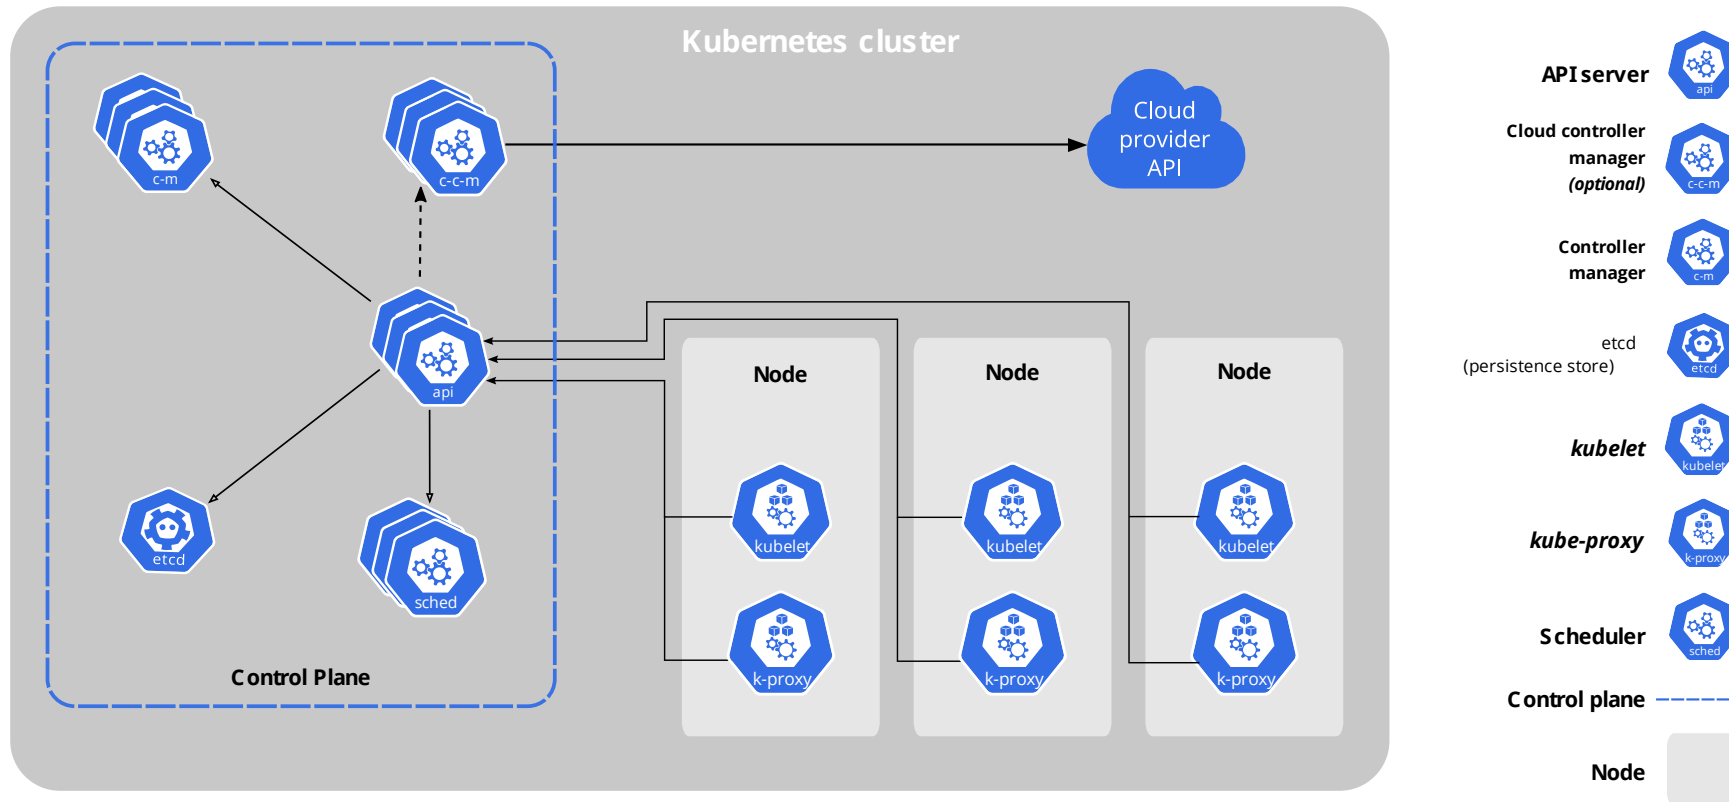 Kubernetes cluster
c-m
c-c-m
Cloud
provider
API
api
etcd
sched
Control Plane
Node
kubelet
k-proxy
Node
kubelet
k-proxy
Node
kubelet
k-proxy
API server
api
Cloud controller
manager
(optional)
c-c-m
Controller
manager
c-m
etcd
(persistence store)
etcd
kubelet
kubelet
kube-proxy
k-proxy
Scheduler
sched
Control plane
Node